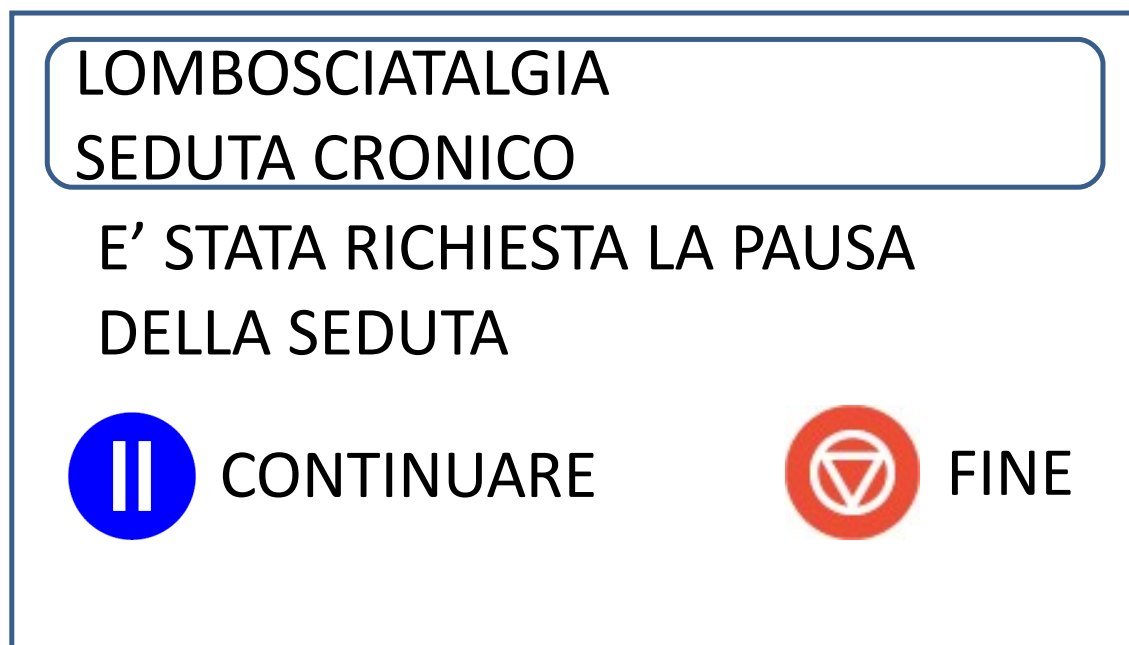 LOMBOSCIATALGIA
SEDUTA CRONICO
E’ STATA RICHIESTA LA PAUSA
DELLA SEDUTA
CONTINUARE
FINE